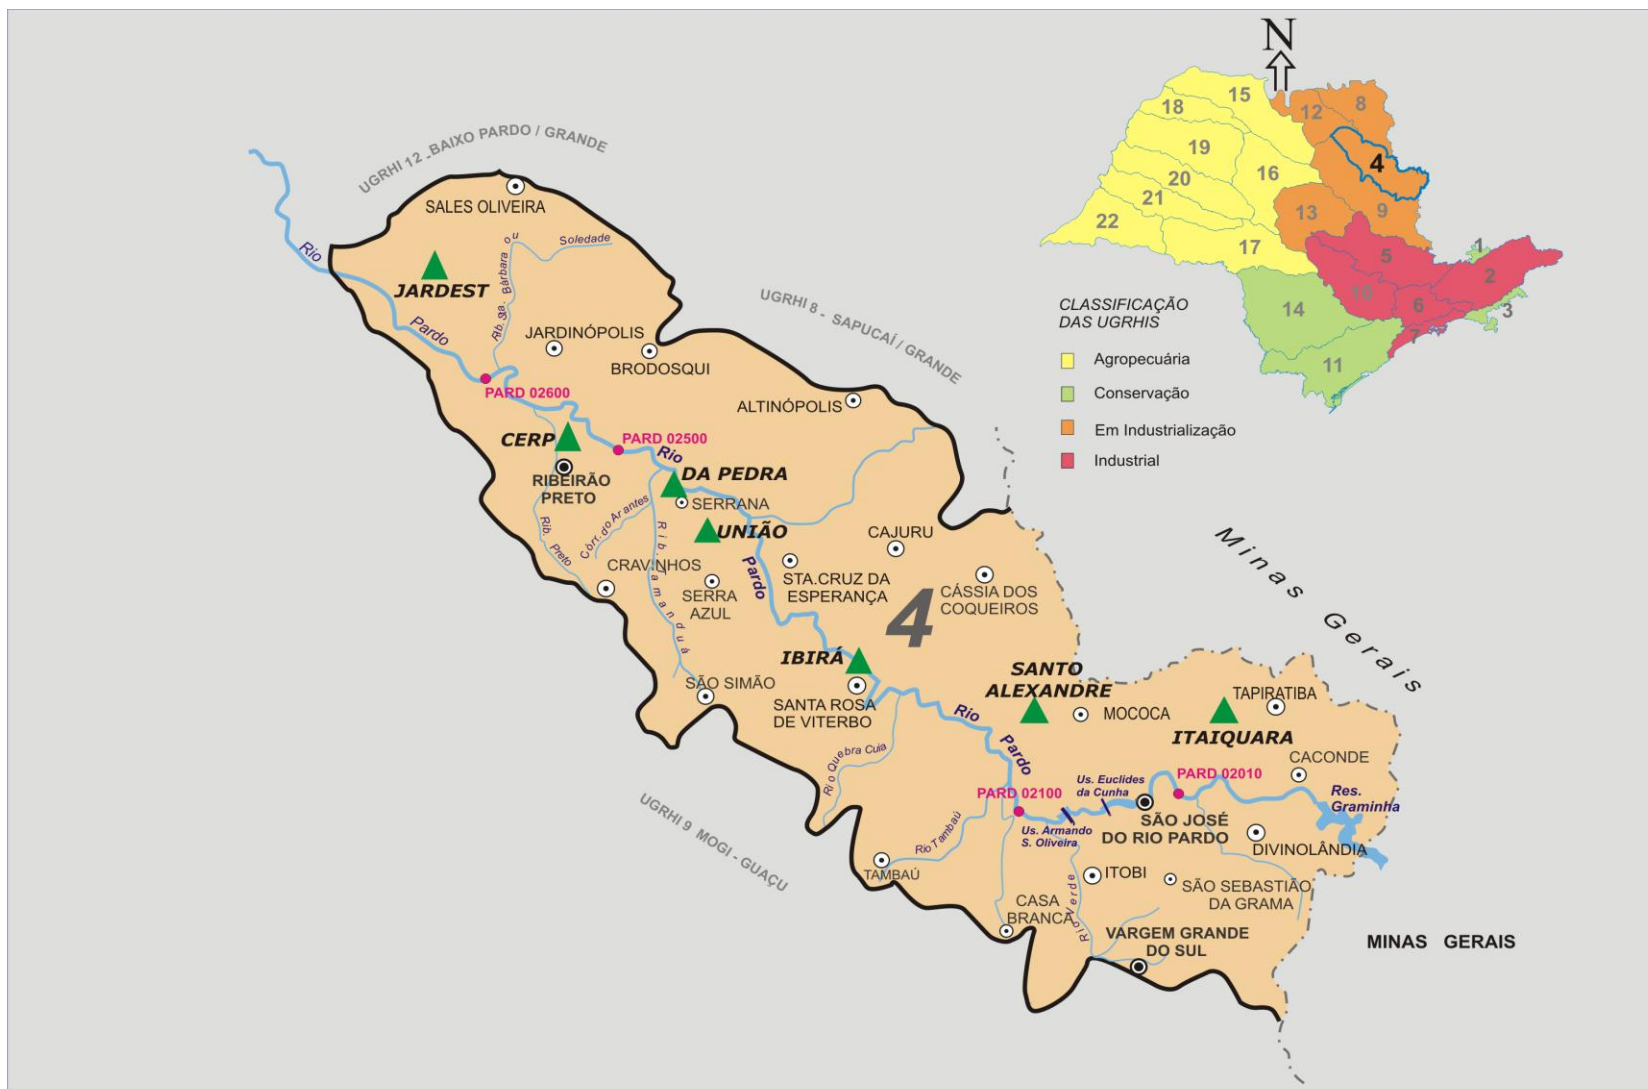 N
15
18
12
8
19
4
20
16
21
13
9
22
17
1
5
2
10
6
3
14
7
11
CLASSIFICAÇÃO
DAS UGRHIS
Agropecuária
Conservação
Em Industrialização
Industrial
UGRHI 12 _BAIXO PARDO / GRANDE
SALES OLIVEIRA
Rio
JARDEST
Rib. Sta. Bárbara ou
Soledade
UGRHI 8 - SAPUCAÍ / GRANDE
Pardo
JARDINÓPOLIS
BRODOSQUI
PARD 02600
ALTINÓPOLIS
CERP
PARD 02500
Rio
RIBEIRÃO
PRETO
DA PEDRA
SERRANA
Córr. do Arantes
Rib. Preto
Rib. Tamanduá
UNIÃO
CAJURU
Pardo
CRAVINHOS
SERRA
AZUL
STA.CRUZ DA
ESPERANÇA
CÁSSIA DOS
COQUEIROS
4
Minas Gerais
IBIRÁ
SÃO SIMÃO
SANTA ROSA
DE VITERBO
SANTO
ALEXANDRE
MOCOCA
TAPIRATIBA
ITAIQUARA
Rio
Pardo
Rio Quebra Cuia
CACONDE
PARD 02010
Us. Euclides
da Cunha
PARD 02100
Res.
Graminha
UGRHI 9 MOGI - GUAÇU
Us. Armando
S. Oliveira
SÃO JOSÉ
DO RIO PARDO
DIVINOLÂNDIA
Rio Tambaú
TAMBAÚ
ITOBI
SÃO SEBASTIÃO
DA GRAMA
CASA
BRANCA
Rio Verde
VARGEM GRANDE
DO SUL
MINAS GERAIS